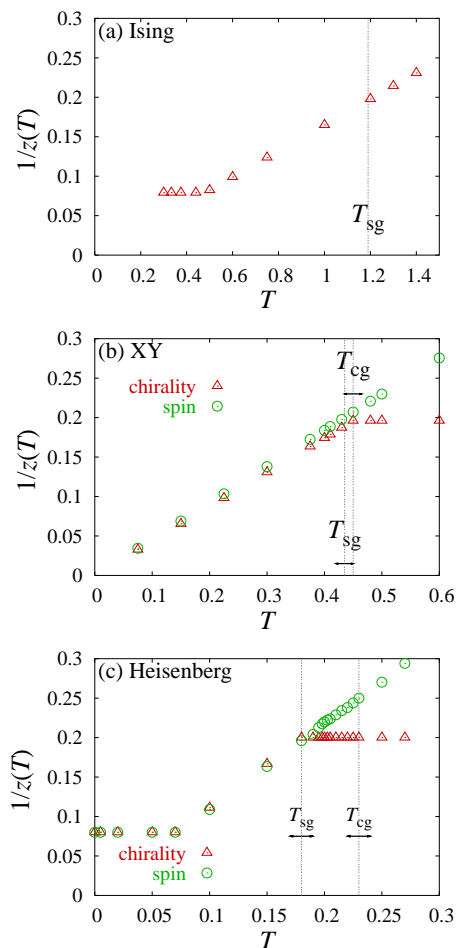 (a) Ising
0.3
0.25
0.2
0.15
0.1
0.05
0
1/z(T)
T_sg
0 0.2 0.4 0.6 0.8 1 1.2 1.4
T
(b) XY
chirality
spin
0.3
0.25
0.2
0.15
0.1
0.05
0
1/z(T)
T_cg
T_sg
0 0.1 0.2 0.3 0.4 0.5 0.6
T
(c) Heisenberg
0.3
0.25
0.2
0.15
0.1
0.05
0
1/z(T)
T_sg T_cg
chirality
spin
0 0.05 0.1 0.15 0.2 0.25 0.3
T